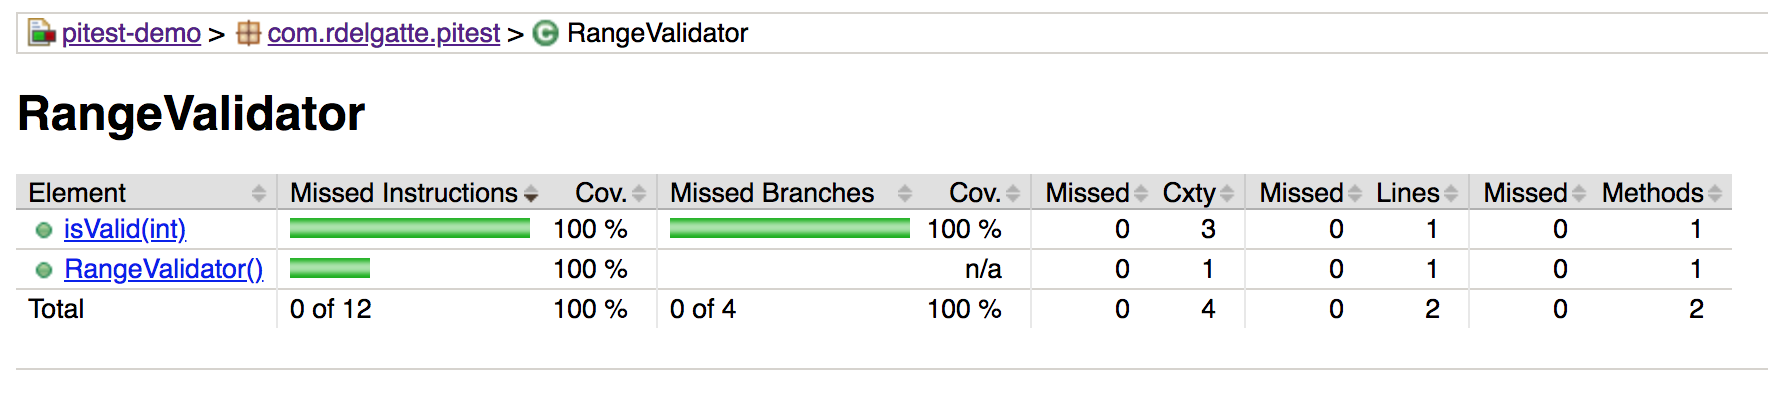 pitest-demo > com.rdelgatte.pitest > RangeValidator
RangeValidator
Element Missed Instructions Cov. Missed Branches Cov. Missed Cxty Missed Lines Missed Methods
isValid(int) 100 % 100 % 0 3 0 1 0 1
RangeValidator() 100 % n/a 0 1 0 1 0 1
Total 0 of 12 100 % 0 of 4 100 % 0 4 0 2 0 2